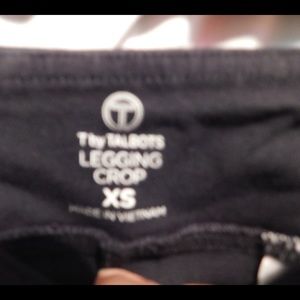 T
T by TALBOTS
LEGGING
CROP
XS
MADE IN VIETNAM